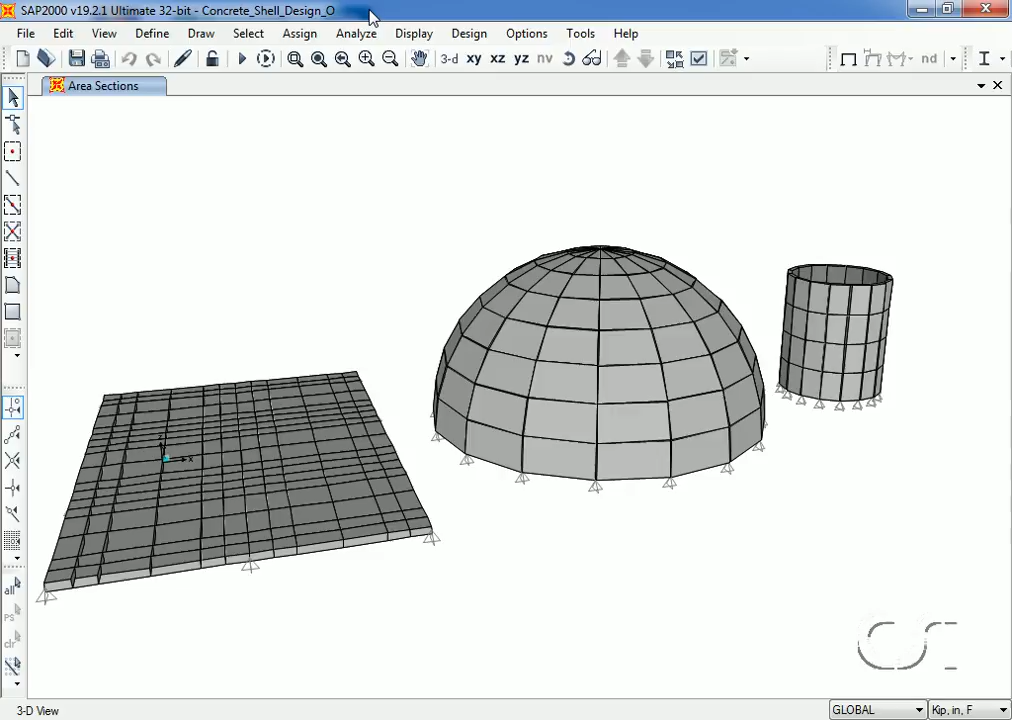 SAP2000 v19.2.1 Ultimate 32-bit - Concrete_Shell_Design_O
File Edit View Define Draw Select Assign Analyze Display Design Options Tools Help
3-d xy xz yz nv nd
Area Sections
z
x
all
PS
clr
CSI
3-D View
GLOBAL
Kip, in, F